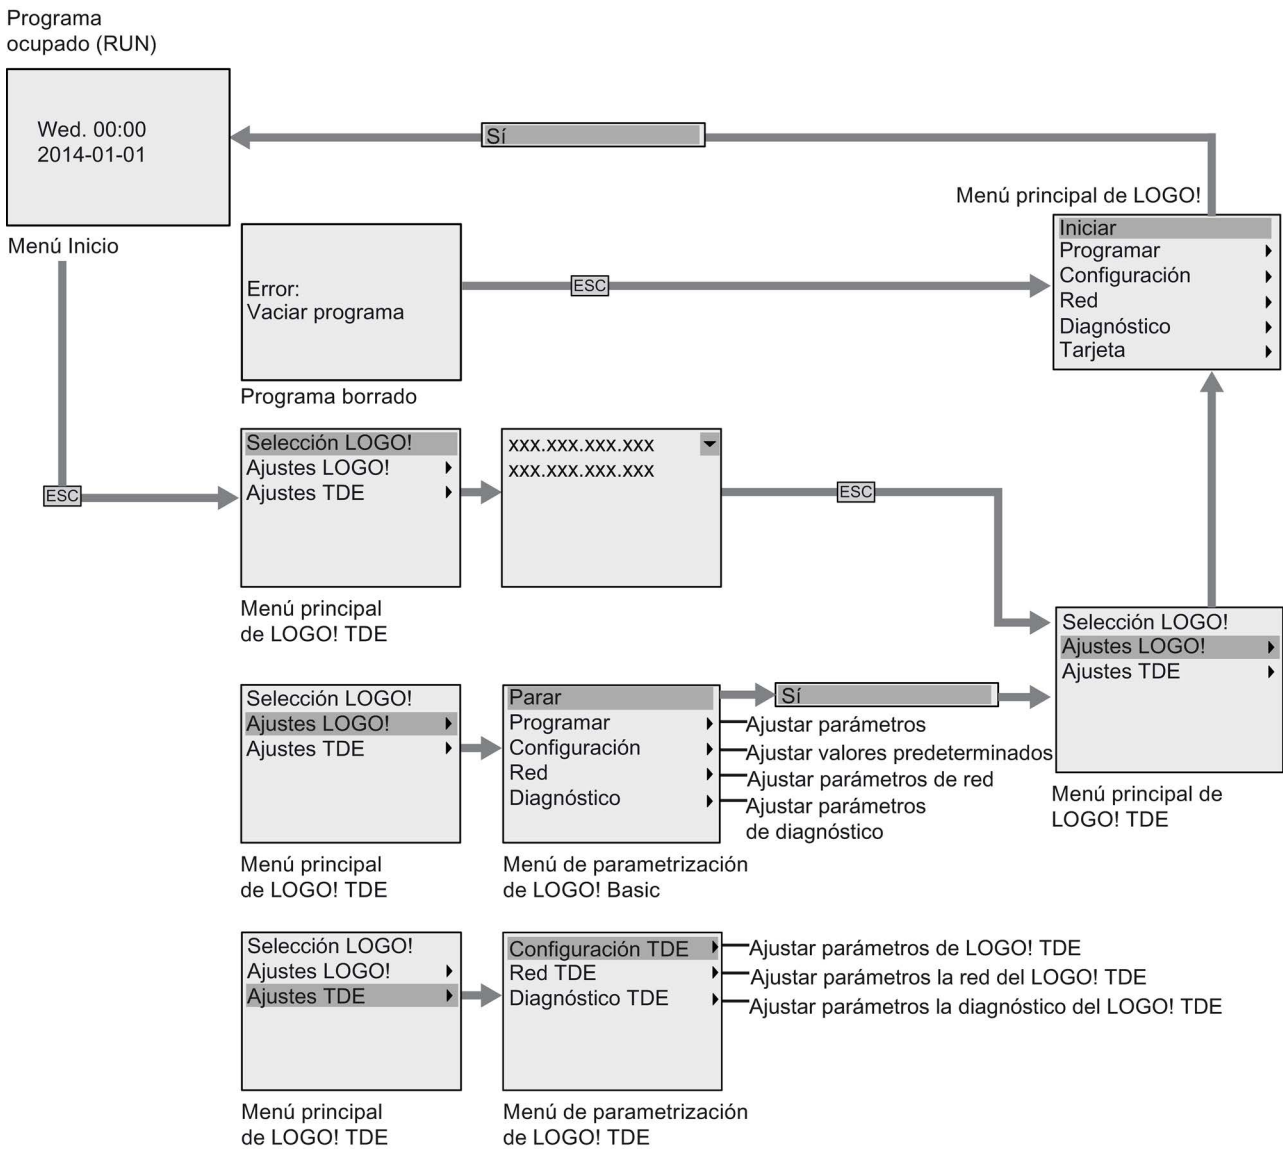 Programa
ocupado (RUN)
Wed. 00:00
2014-01-01
Menú Inicio
Sí
Menú principal de LOGO!
Iniciar
Programar
Configuración
Red
Diagnóstico
Tarjeta
Error:
Vaciar programa
ESC
Programa borrado
ESC
Selección LOGO!
Ajustes LOGO!
Ajustes TDE
xxx.xxx.xxx.xxx
xxx.xxx.xxx.xxx
ESC
Menú principal
de LOGO! TDE
Selección LOGO!
Ajustes LOGO!
Ajustes TDE
Menú principal de
LOGO! TDE
Selección LOGO!
Ajustes LOGO!
Ajustes TDE
Menú principal
de LOGO! TDE
Parar
Programar
Configuración
Red
Diagnóstico
Sí
Ajustar parámetros
Ajustar valores predeterminados
Ajustar parámetros de red
Ajustar parámetros
de diagnóstico
Menú de parametrización
de LOGO! Basic
Selección LOGO!
Ajustes LOGO!
Ajustes TDE
Menú principal
de LOGO! TDE
Configuración TDE
Red TDE
Diagnóstico TDE
Ajustar parámetros de LOGO! TDE
Ajustar parámetros la red del LOGO! TDE
Ajustar parámetros la diagnóstico del LOGO! TDE
Menú de parametrización
de LOGO! TDE